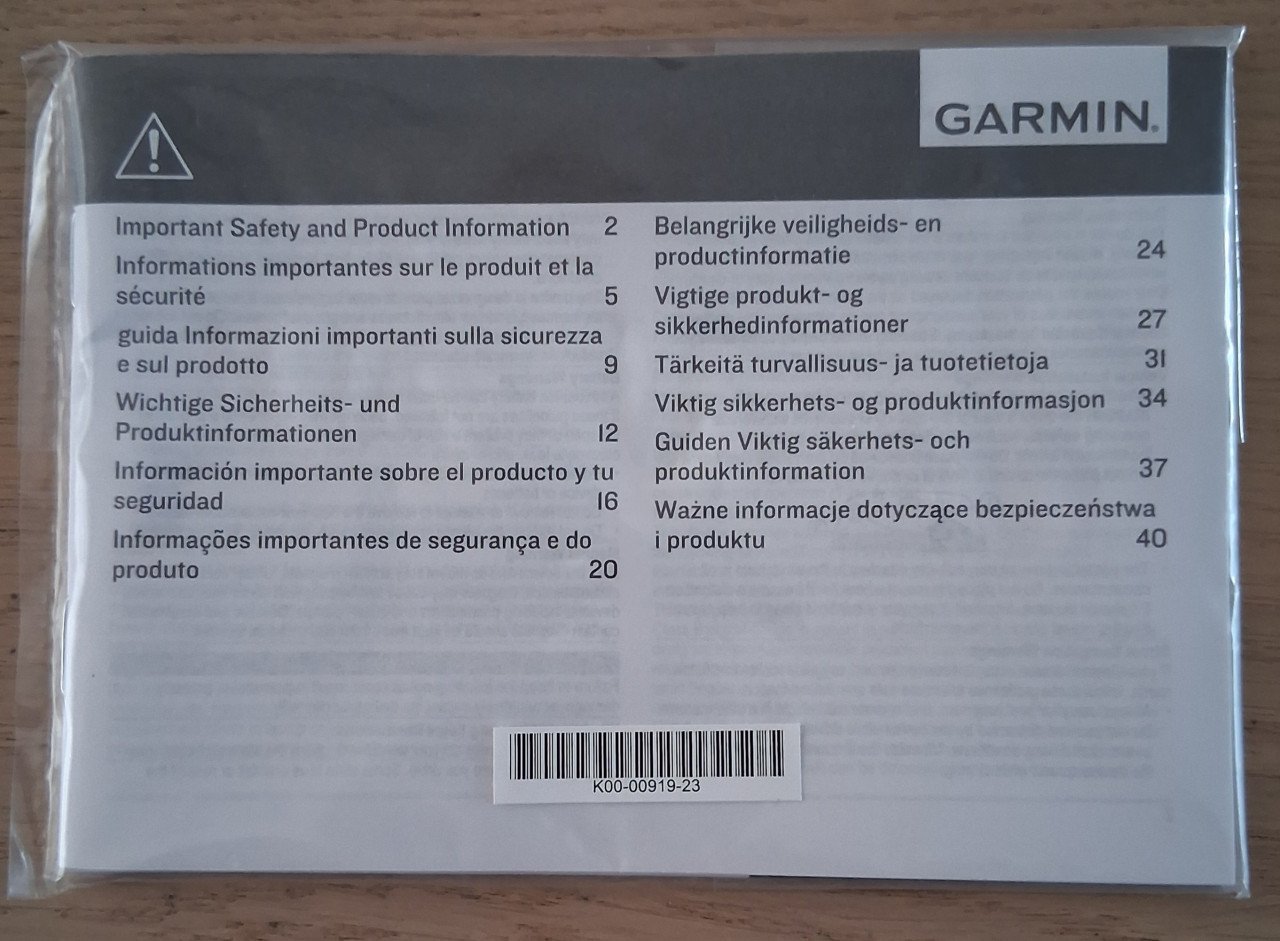 GARMIN®
Important Safety and Product Information 2
Informations importantes sur le produit et la
sécurité 5
guida Informazioni importanti sulla sicurezza
e sul prodotto 9
Wichtige Sicherheits- und
Produktinformationen 12
Información importante sobre el producto y tu
seguridad 16
Informações importantes de segurança e do
produto 20
Belangrijke veiligheids- en
productinformatie 24
Vigtige produkt- og
sikkerhedinformationer 27
Tärkeitä turvallisuus- ja tuotetietoja 31
Viktig sikkerhets- og produktinformasjon 34
Guiden Viktig säkerhets- och
produktinformation 37
Ważne informacje dotyczące bezpieczeństwa
i produktu 40
K00-00919-23